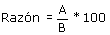 Razón = A/B * 100